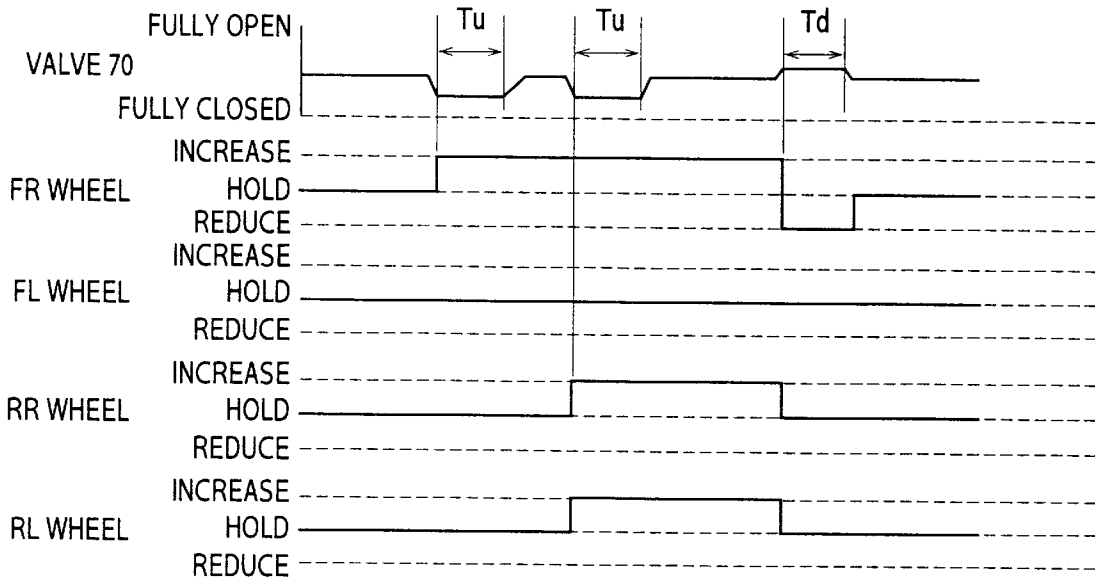 Tu Tu Td
FULLY OPEN
VALVE 70
FULLY CLOSED
INCREASE
FR WHEEL HOLD
REDUCE
INCREASE
FL WHEEL HOLD
REDUCE
INCREASE
RR WHEEL HOLD
REDUCE
INCREASE
RL WHEEL HOLD
REDUCE